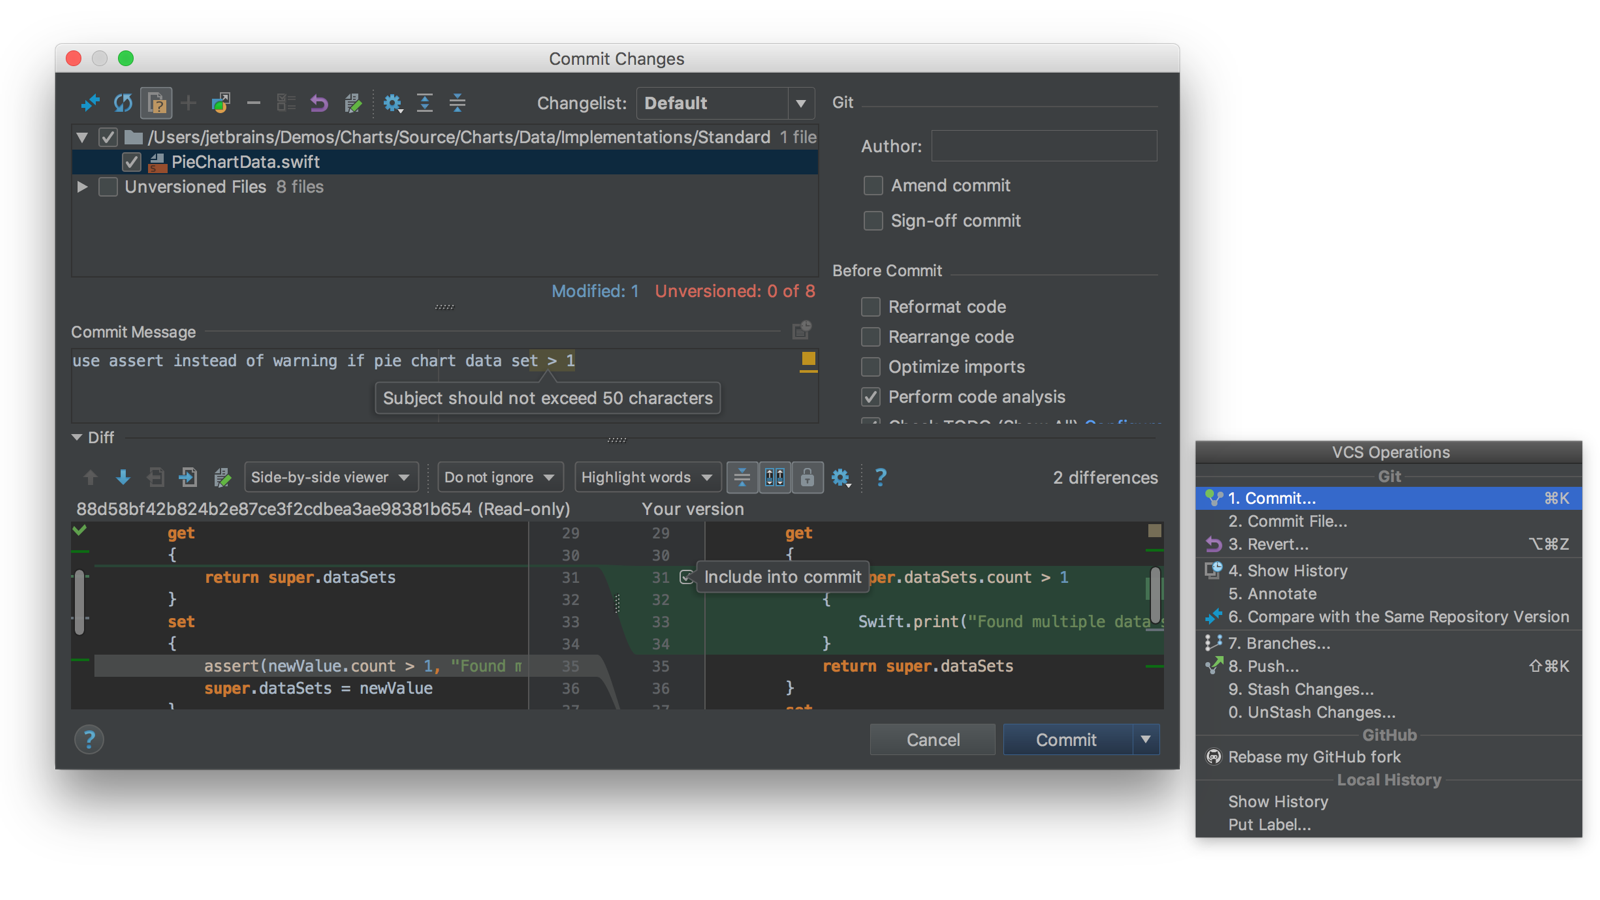 Commit Changes
Changelist: Default
/Users/jetbrains/Demos/Charts/Source/Charts/Data/Implementations/Standard 1 file
PieChartData.swift
Unversioned Files 8 files
Modified: 1 Unversioned: 0 of 8
Git
Author:
Amend commit
Sign-off commit
Before Commit
Reformat code
Rearrange code
Optimize imports
Perform code analysis
Check TODO (Show All) Configure
Commit Message
use assert instead of warning if pie chart data set > 1
Subject should not exceed 50 characters
Diff
Side-by-side viewer Do not ignore Highlight words ? 2 differences
88d58bf42b824b2e87ce3f2cdbea3ae98381b654 (Read-only) Your version
get 29 29 get
{ 30 30 {
return super.dataSets 31 31 Include into commit per.dataSets.count > 1
} 32 32 {
set 33 33 Swift.print("Found multiple data s
{ 34 34 }
assert(newValue.count > 1, "Found m 35 35 return super.dataSets
super.dataSets = newValue 36 36 }
} 37 37 set
? Cancel Commit
VCS Operations
Git
1. Commit... ⌘K
2. Commit File...
3. Revert... ⌥⌘Z
4. Show History
5. Annotate
6. Compare with the Same Repository Version
7. Branches...
8. Push... ⇧⌘K
9. Stash Changes...
0. UnStash Changes...
GitHub
Rebase my GitHub fork
Local History
Show History
Put Label...